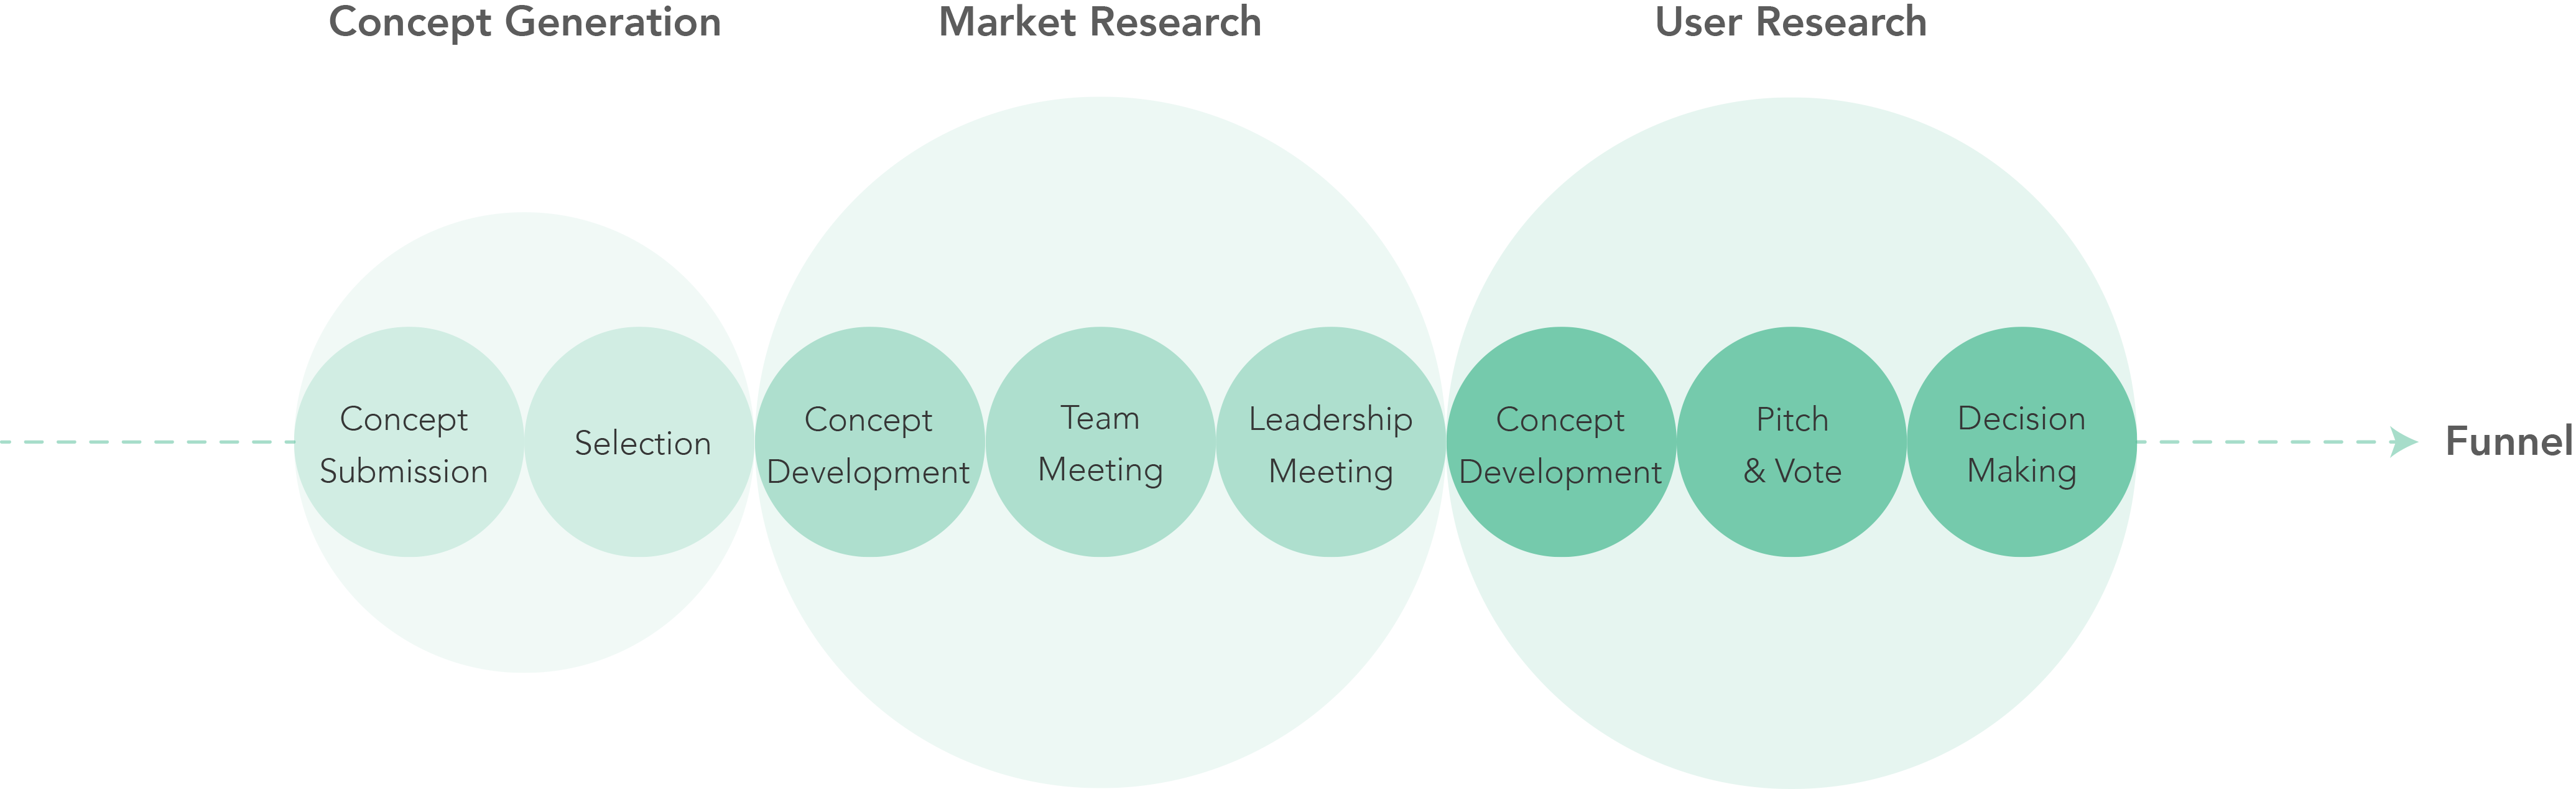 Concept Generation
Market Research
User Research
Concept
Submission
Selection
Concept
Development
Team
Meeting
Leadership
Meeting
Concept
Development
Pitch
& Vote
Decision
Making
Funnel